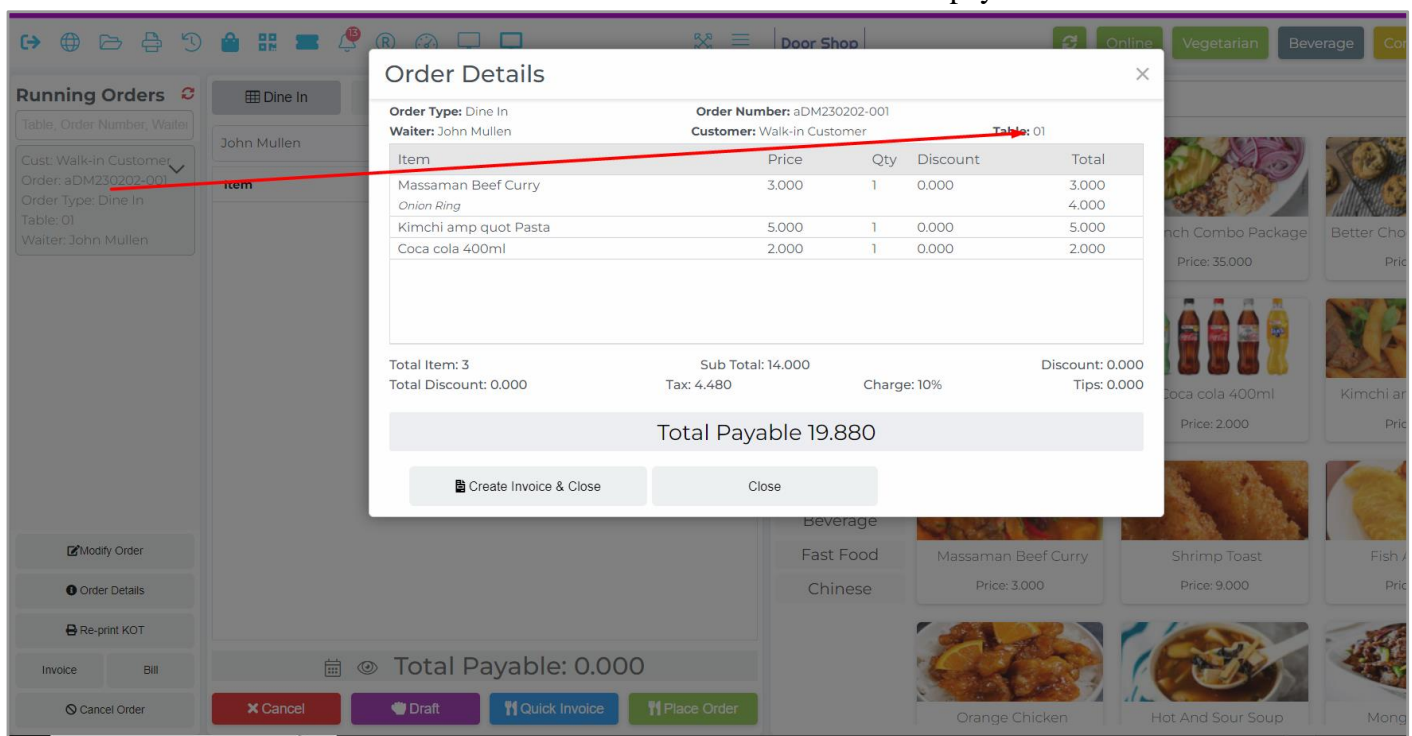 13
R
Door Shop
Online
Vegetarian
Beverage
Running Orders
Table, Order Number, Waiter
Cust: Walk-in Customer
Order: aDM230202-001
Order Type: Dine In
Table: 01
Waiter: John Mullen
Dine In
John Mullen
Item
Order Details
Order Type: Dine In Order Number: aDM230202-001
Waiter: John Mullen Customer: Walk-in Customer Table: 01
Item Price Qty Discount Total
Massaman Beef Curry 3.000 1 0.000 3.000
Onion Ring 4.000
Kimchi amp quot Pasta 5.000 1 0.000 5.000
Coca cola 400ml 2.000 1 0.000 2.000
Total Item: 3 Sub Total: 14.000 Discount: 0.000
Total Discount: 0.000 Tax: 4.480 Charge: 10% Tips: 0.000
Total Payable 19.880
Create Invoice & Close Close
Combo Package
Price: 35.000
Better
Coca cola 400ml
Price: 2.000
Kimchi
Beverage
Fast Food
Chinese
Massaman Beef Curry
Price: 3.000
Shrimp Toast
Price: 9.000
Fish
Orange Chicken
Hot And Sour Soup
Modify Order
Order Details
Re-print KOT
Invoice Bill
Cancel Order
Total Payable: 0.000
Cancel Draft Quick Invoice Place Order